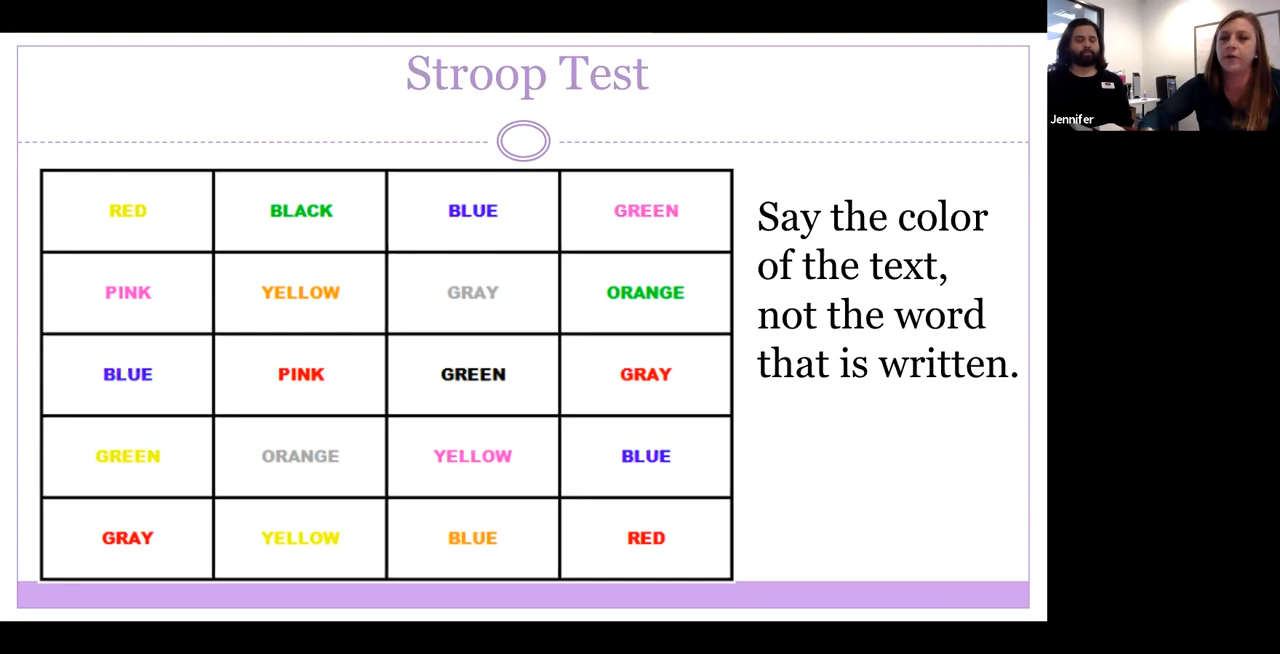 Stroop Test
RED BLACK BLUE GREEN
PINK YELLOW GRAY ORANGE
BLUE PINK GREEN GRAY
GREEN ORANGE YELLOW BLUE
GRAY YELLOW BLUE RED
Say the color
of the text,
not the word
that is written.
Jennifer